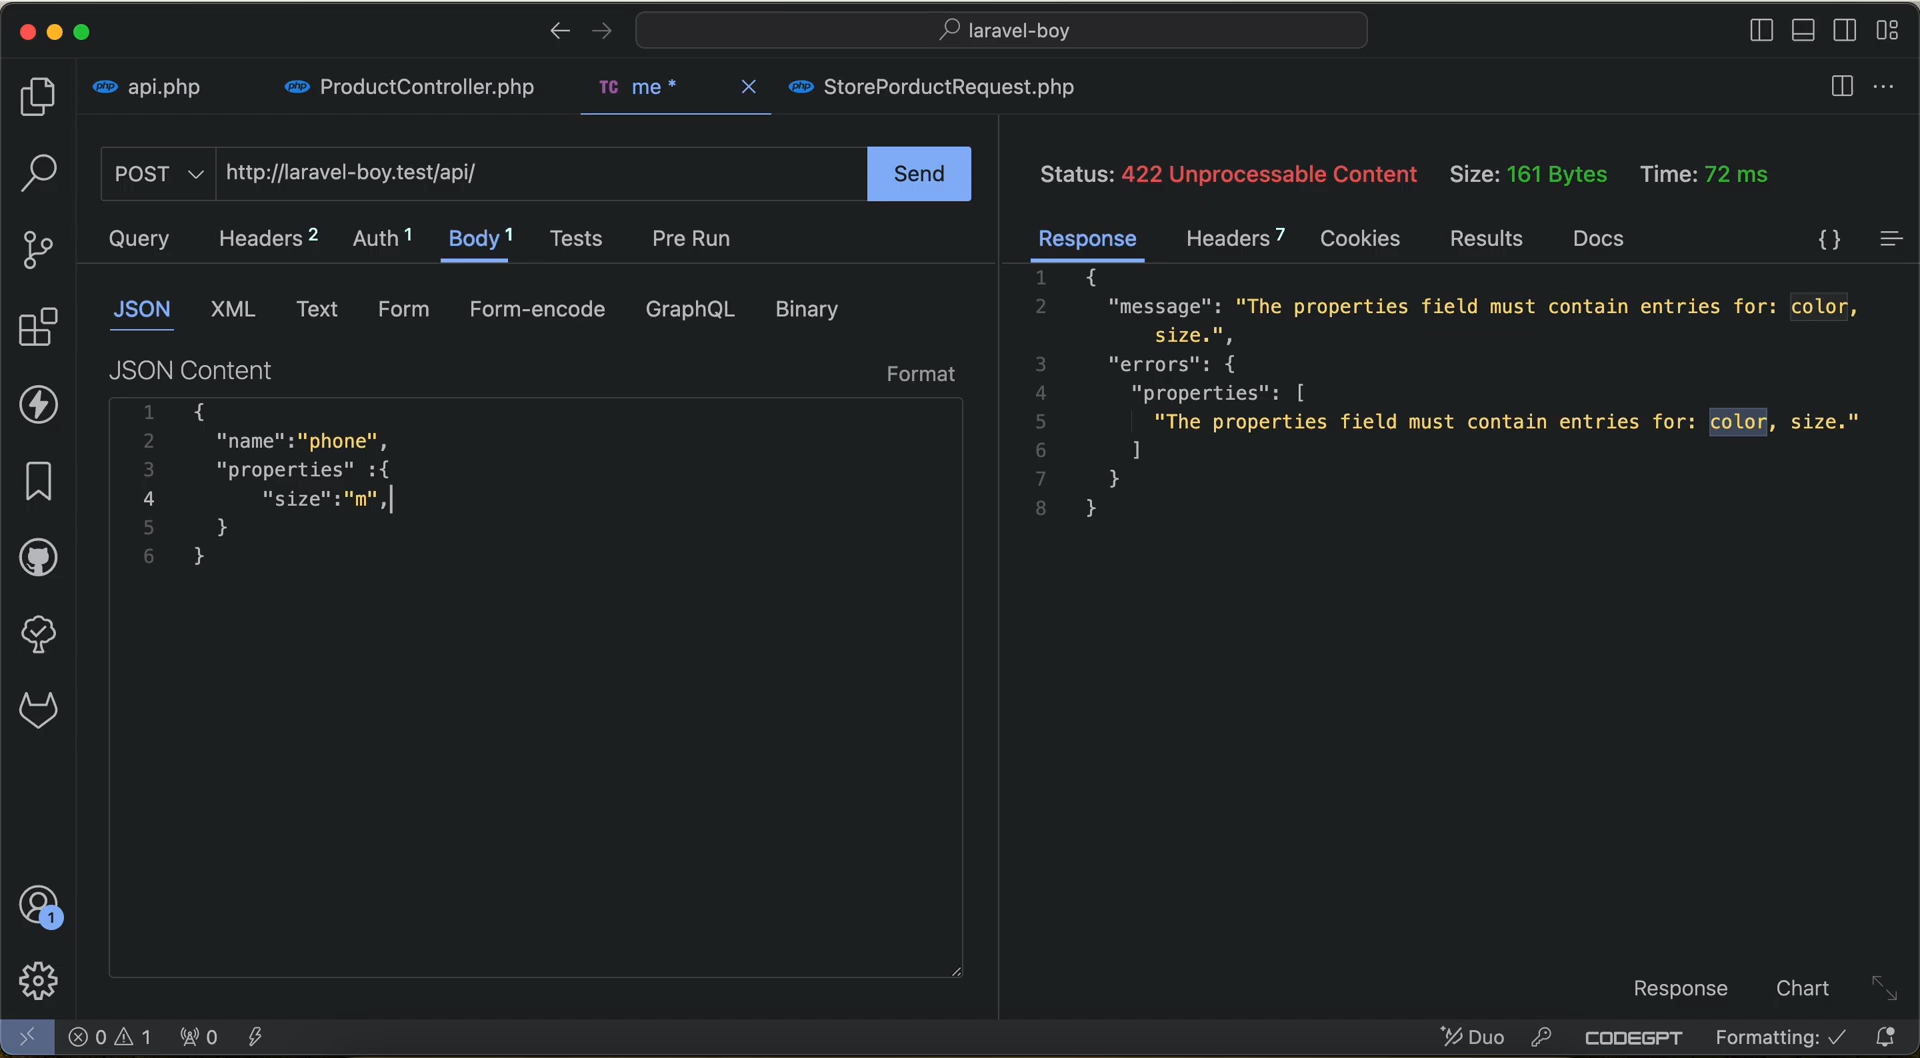 laravel-boy
php api.php
php ProductController.php
TC me *
php StorePorductRequest.php
POST
http://laravel-boy.test/api/
Send
Query
Headers 2
Auth 1
Body 1
Tests
Pre Run
JSON
XML
Text
Form
Form-encode
GraphQL
Binary
JSON Content
Format
1 {
2 "name":"phone",
3 "properties" :{
4 "size":"m",
5 }
6 }
Status: 422 Unprocessable Content
Size: 161 Bytes
Time: 72 ms
Response
Headers 7
Cookies
Results
Docs
{ }
1 {
2 "message": "The properties field must contain entries for: color,
size.",
3 "errors": {
4 "properties": [
5 "The properties field must contain entries for: color, size."
6 ]
7 }
8 }
Response
Chart
1
0
1
0
Duo
CODEGPT
Formatting: ✓